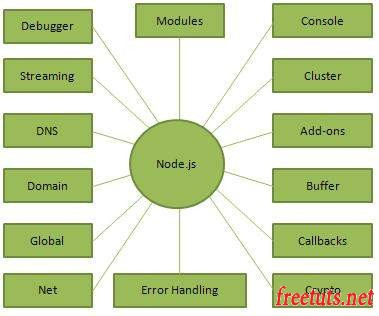 Debugger
Modules
Console
Streaming
Cluster
DNS
Add-ons
Node.js
Domain
Buffer
Global
Callbacks
Net
Error Handling
Crypto
freetuts.net